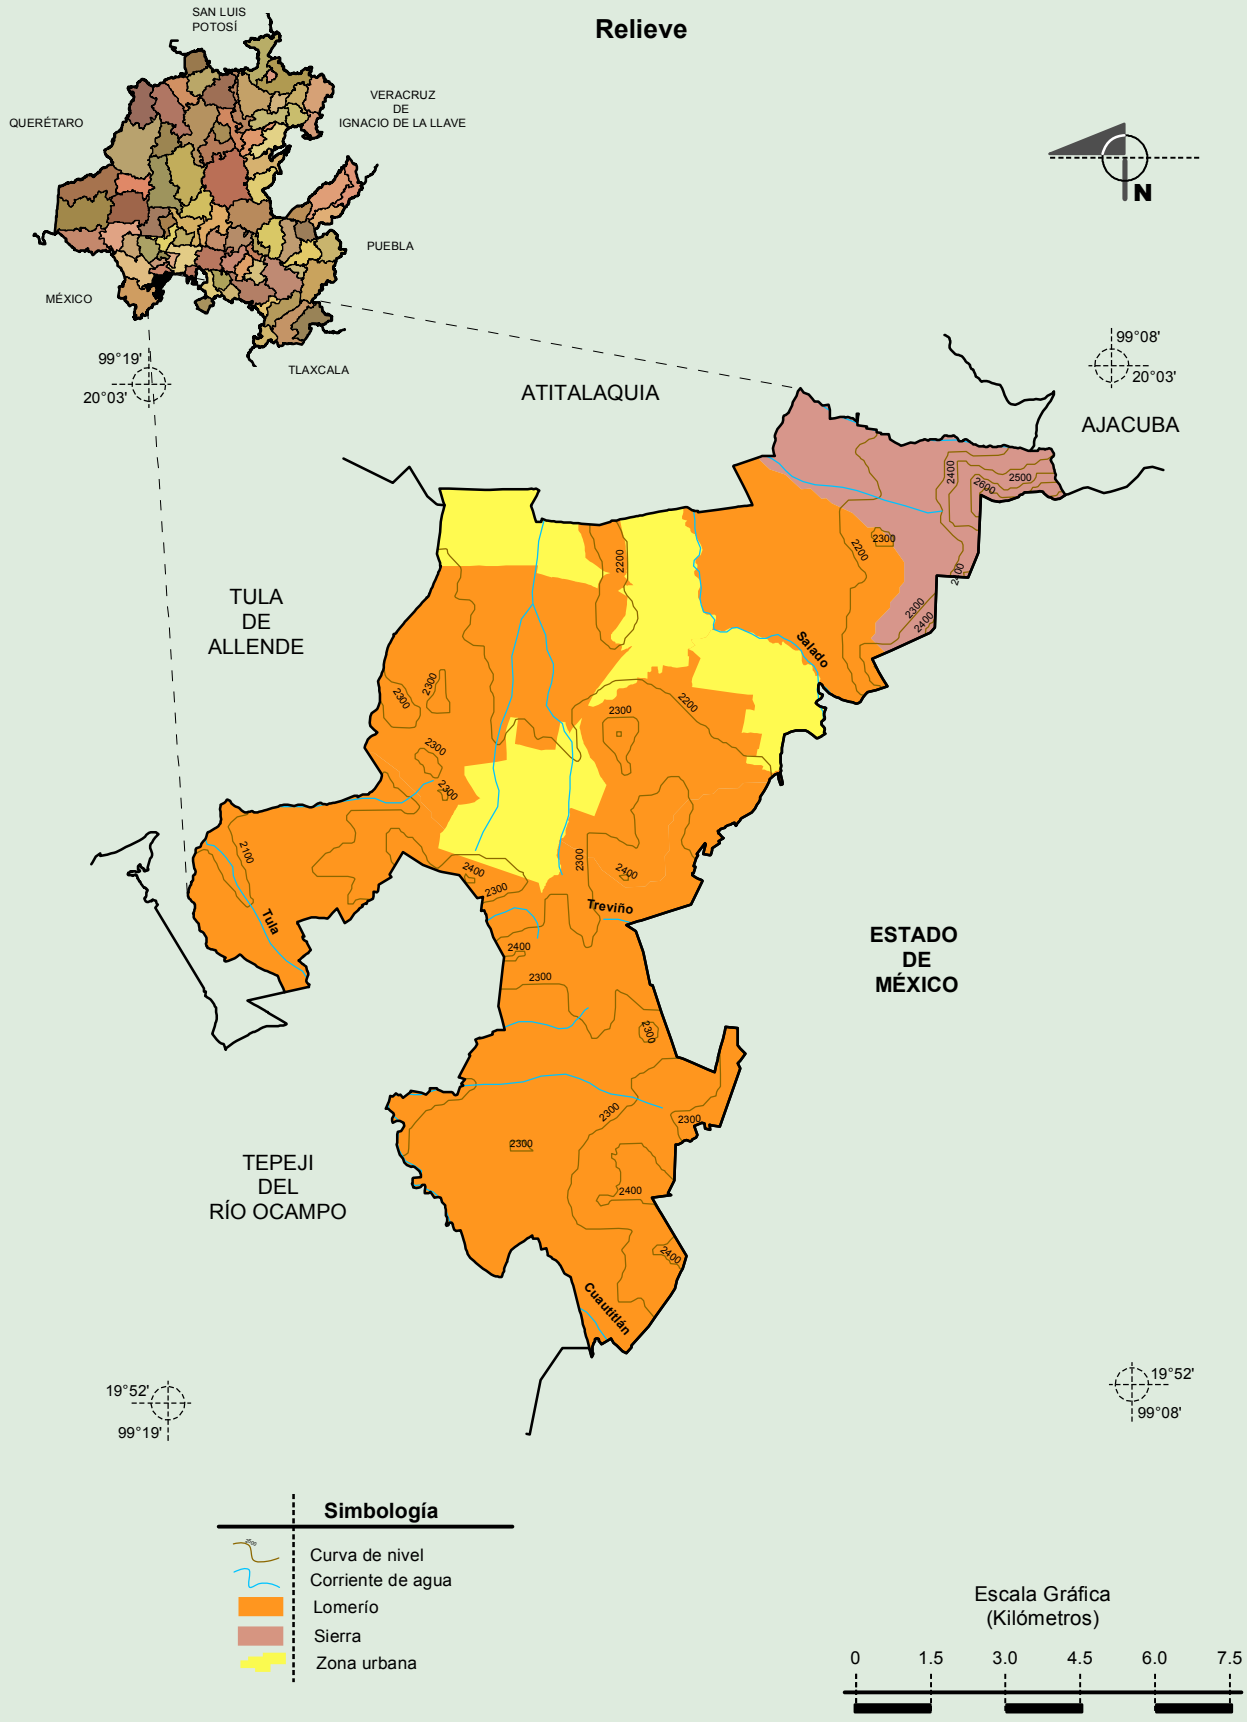 Relieve
SAN LUIS
POTOSÍ
VERACRUZ
DE
IGNACIO DE LA LLAVE
QUERÉTARO
PUEBLA
MÉXICO
TLAXCALA
N
99°19'
20°03'
99°08'
20°03'
ATITALAQUIA
AJACUBA
TULA
DE
ALLENDE
2400
2500
2600
2300
2200
2200
2400
2300
2400
Salado
2300
2300
2200
2300
2300
2300
2100
2300
2400
2400
2300
Treviño
Tula
2400
2300
2300
ESTADO
DE
MÉXICO
2300
2300
2300
2400
2400
TEPEJI
DEL
RÍO OCAMPO
Cuautitlán
19°52'
99°19'
19°52'
99°08'
Simbología
2500
Curva de nivel
Corriente de agua
Lomerío
Sierra
Zona urbana
Escala Gráfica
(Kilómetros)
0 1.5 3.0 4.5 6.0 7.5